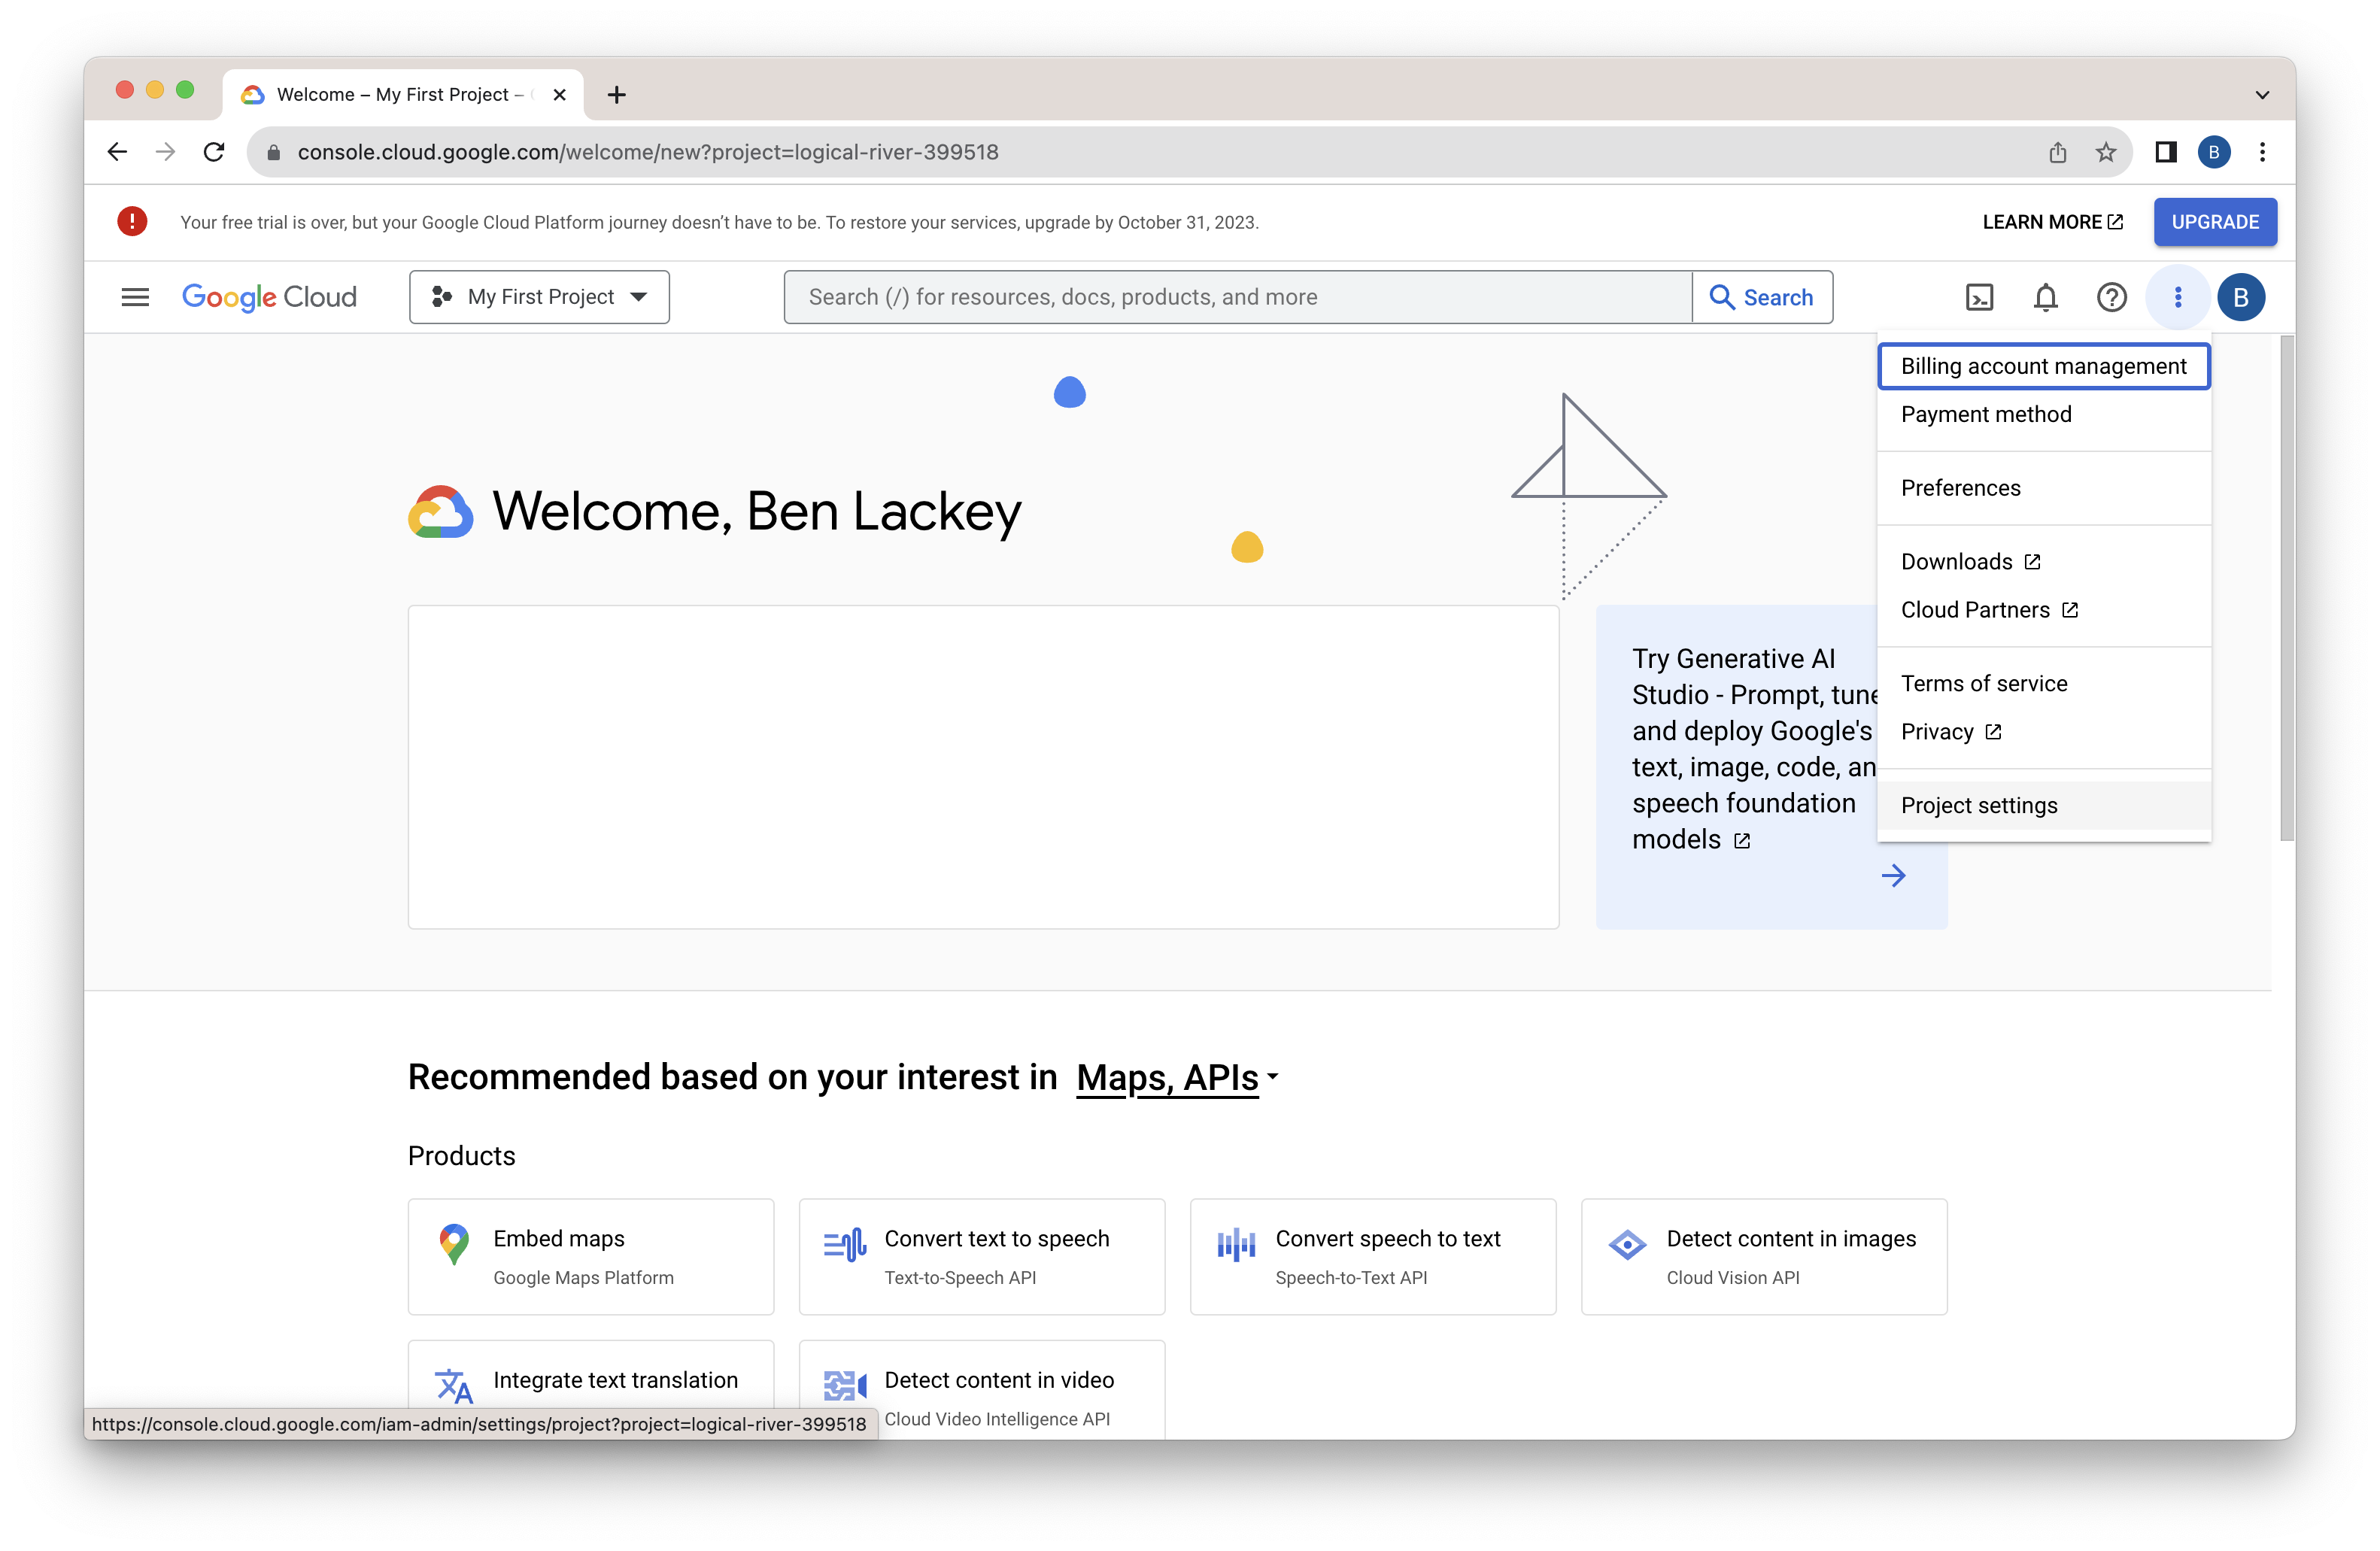 Welcome – My First Project –
console.cloud.google.com/welcome/new?project=logical-river-399518
B
Your free trial is over, but your Google Cloud Platform journey doesn’t have to be. To restore your services, upgrade by October 31, 2023.
LEARN MORE
UPGRADE
Google Cloud
My First Project
Search (/) for resources, docs, products, and more
Search
B
Billing account management
Payment method
Preferences
Downloads
Cloud Partners
Terms of service
Privacy
Project settings
Welcome, Ben Lackey
Try Generative AI
Studio - Prompt, tune
and deploy Google's
text, image, code, an
speech foundation
models
Recommended based on your interest in Maps, APIs
Products
Embed maps
Google Maps Platform
Convert text to speech
Text-to-Speech API
Convert speech to text
Speech-to-Text API
Detect content in images
Cloud Vision API
Integrate text translation
Detect content in video
Cloud Video Intelligence API
https://console.cloud.google.com/iam-admin/settings/project?project=logical-river-399518